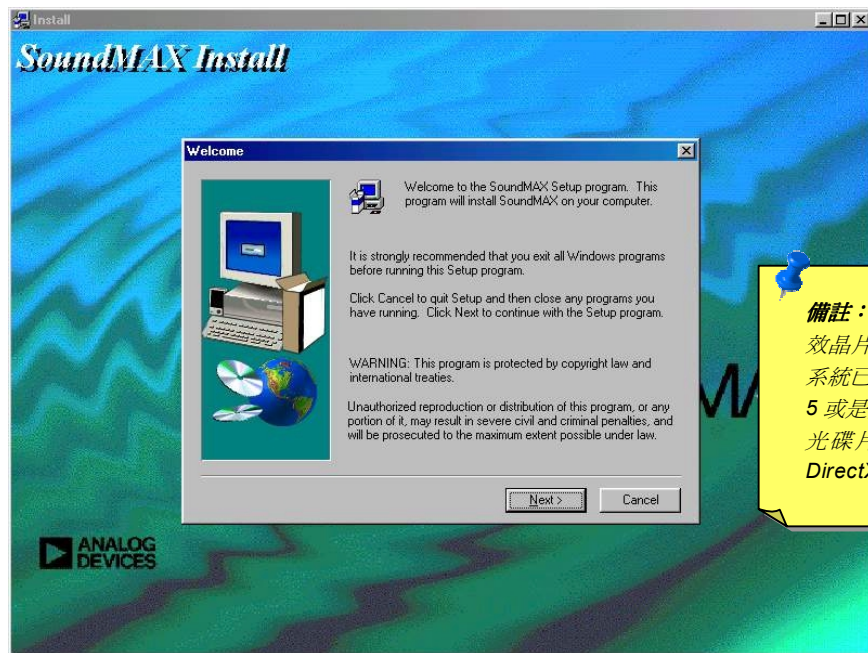 Install
SoundMAX Install
Welcome
Welcome to the SoundMAX Setup program. This
program will install SoundMAX on your computer.
It is strongly recommended that you exit all Windows programs
before running this Setup program.
Click Cancel to quit Setup and then close any programs you
have running. Click Next to continue with the Setup program.
WARNING: This program is protected by copyright law and
international treaties.
Unauthorized reproduction or distribution of this program, or any
portion of it, may result in severe civil and criminal penalties, and
will be prosecuted to the maximum extent possible under law.
Next >
Cancel
備註：
效晶片
系統已
5 或是
光碟片
DirectX
ANALOG
DEVICES